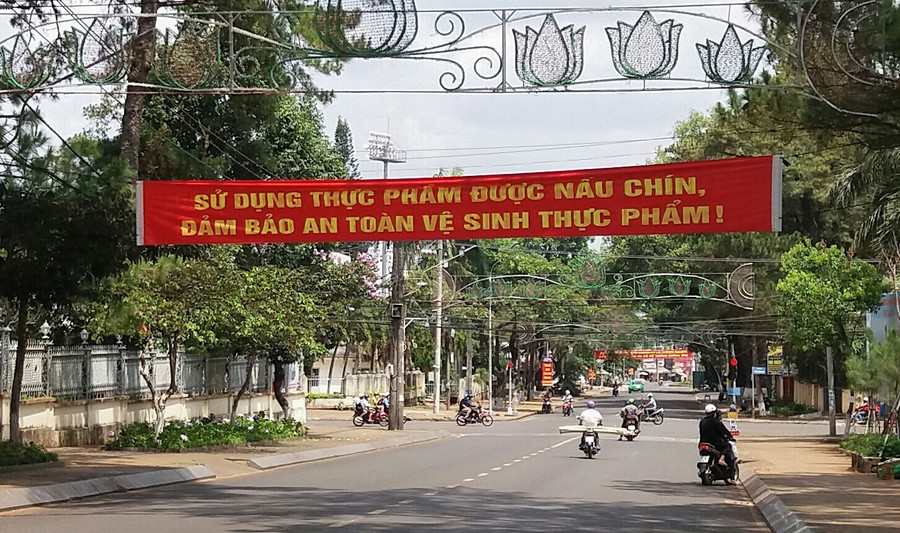 SỬ DỤNG THỰC PHẨM ĐƯỢC NẤU CHÍN,
ĐẢM BẢO AN TOÀN VỆ SINH THỰC PHẨM!